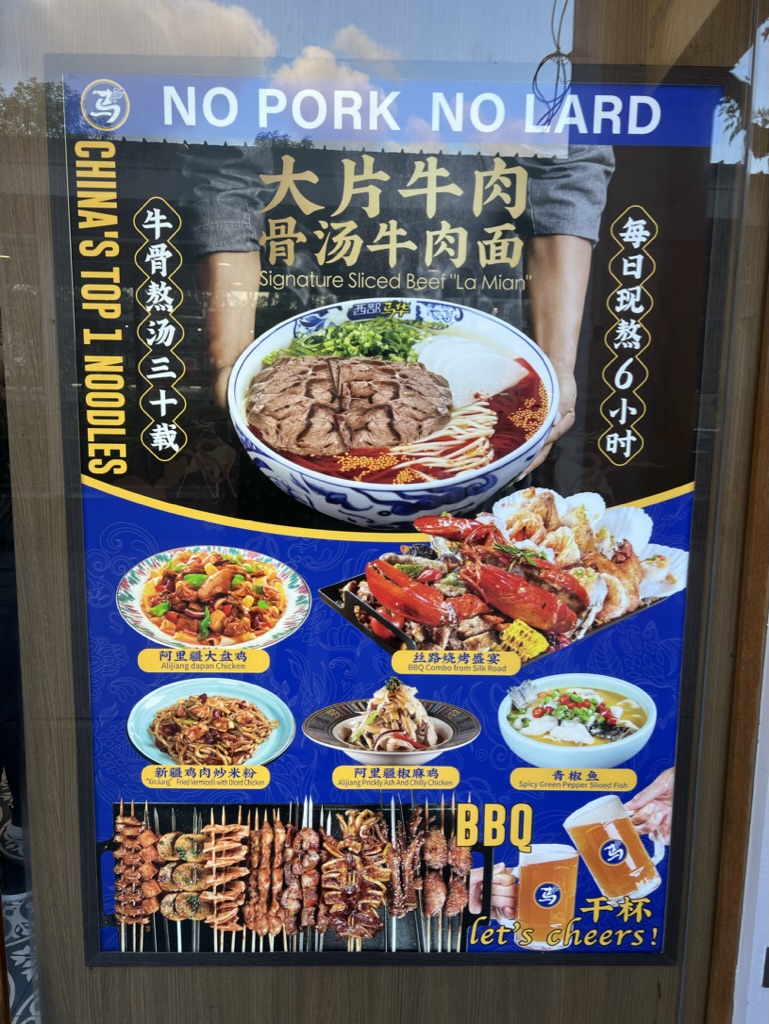 NO PORK NO LARD
CHINA'S TOP 1 NOODLES
大片牛肉
骨汤牛肉面
Signature Sliced Beef "La Mian"
牛骨熬汤三十载
每日现熬6小时
西部马华
阿里疆大盘鸡
Alijiang dapan Chicken
丝路烧烤盛宴
BBQ Combo from Silk Road
新疆鸡肉炒米粉
"XinJiang" Fried Vermicelli with Diced Chicken
阿里疆椒麻鸡
Alijiang Prickly Ash And Chilly Chicken
青椒鱼
Spicy Green Pepper Sliced Fish
BBQ
干杯
let's cheers!